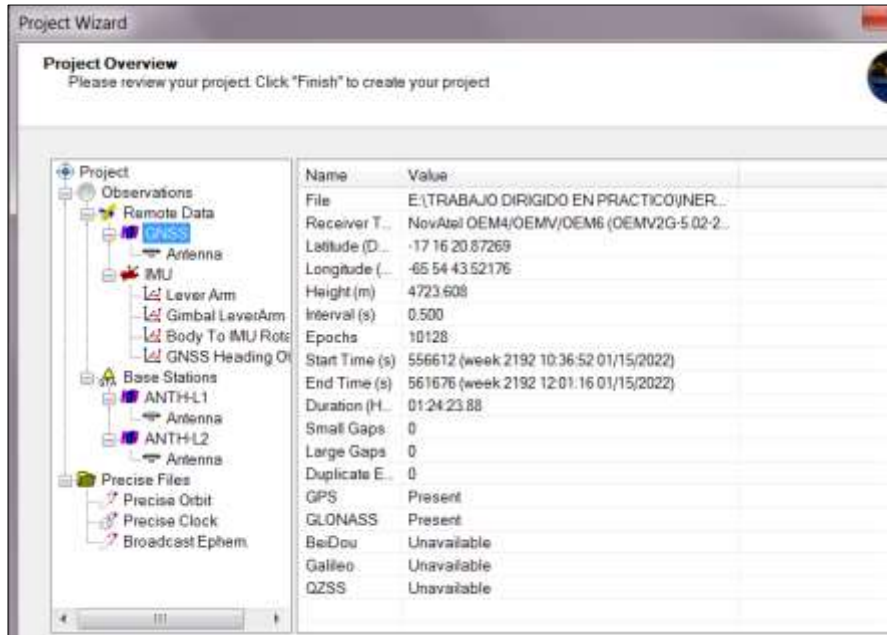 Project Wizard
Project Overview
Please review your project. Click "Finish" to create your project
Project
Observations
Remote Data
GNSS
Antenna
IMU
Lever Arm
Gimbal LeverArm
Body To IMU Rota
GNSS Heading Of
Base Stations
ANTH-L1
Antenna
ANTH-L2
Antenna
Precise Files
Precise Orbit
Precise Clock
Broadcast Ephem.
Name Value
File E:\TRABAJO DIRIGIDO EN PRACTICO\INER...
Receiver T... NovAtel OEM4/OEMV/OEM6 (OEMV2G-5.02-2...
Latitude (D... -17 16 20.87269
Longitude (... -65 54 43.52176
Height (m) 4723.608
Interval (s) 0.500
Epochs 10128
Start Time (s) 556612 (week 2192 10:36:52 01/15/2022)
End Time (s) 561676 (week 2192 12:01:16 01/15/2022)
Duration (H... 01:24:23.88
Small Gaps 0
Large Gaps 0
Duplicate E... 0
GPS Present
GLONASS Present
BeiDou Unavailable
Galileo Unavailable
QZSS Unavailable